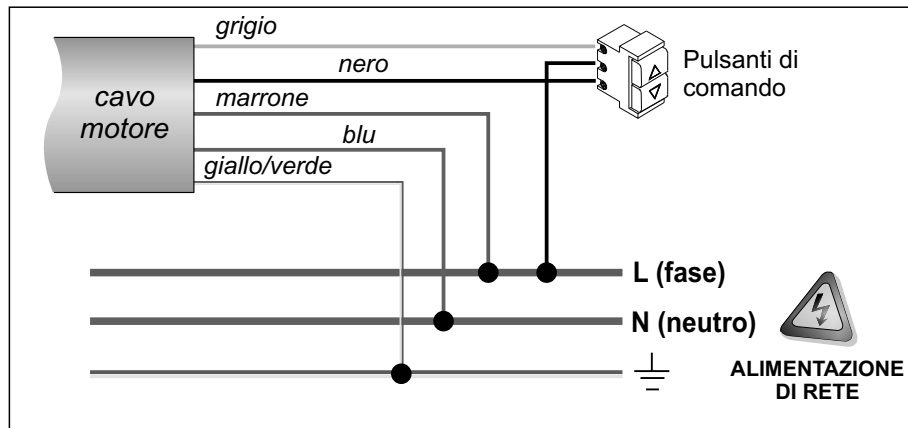 grigio
nero
cavo
motore
marrone
blu
giallo/verde
Pulsanti di
comando
L (fase)
N (neutro)
ALIMENTAZIONE
DI RETE